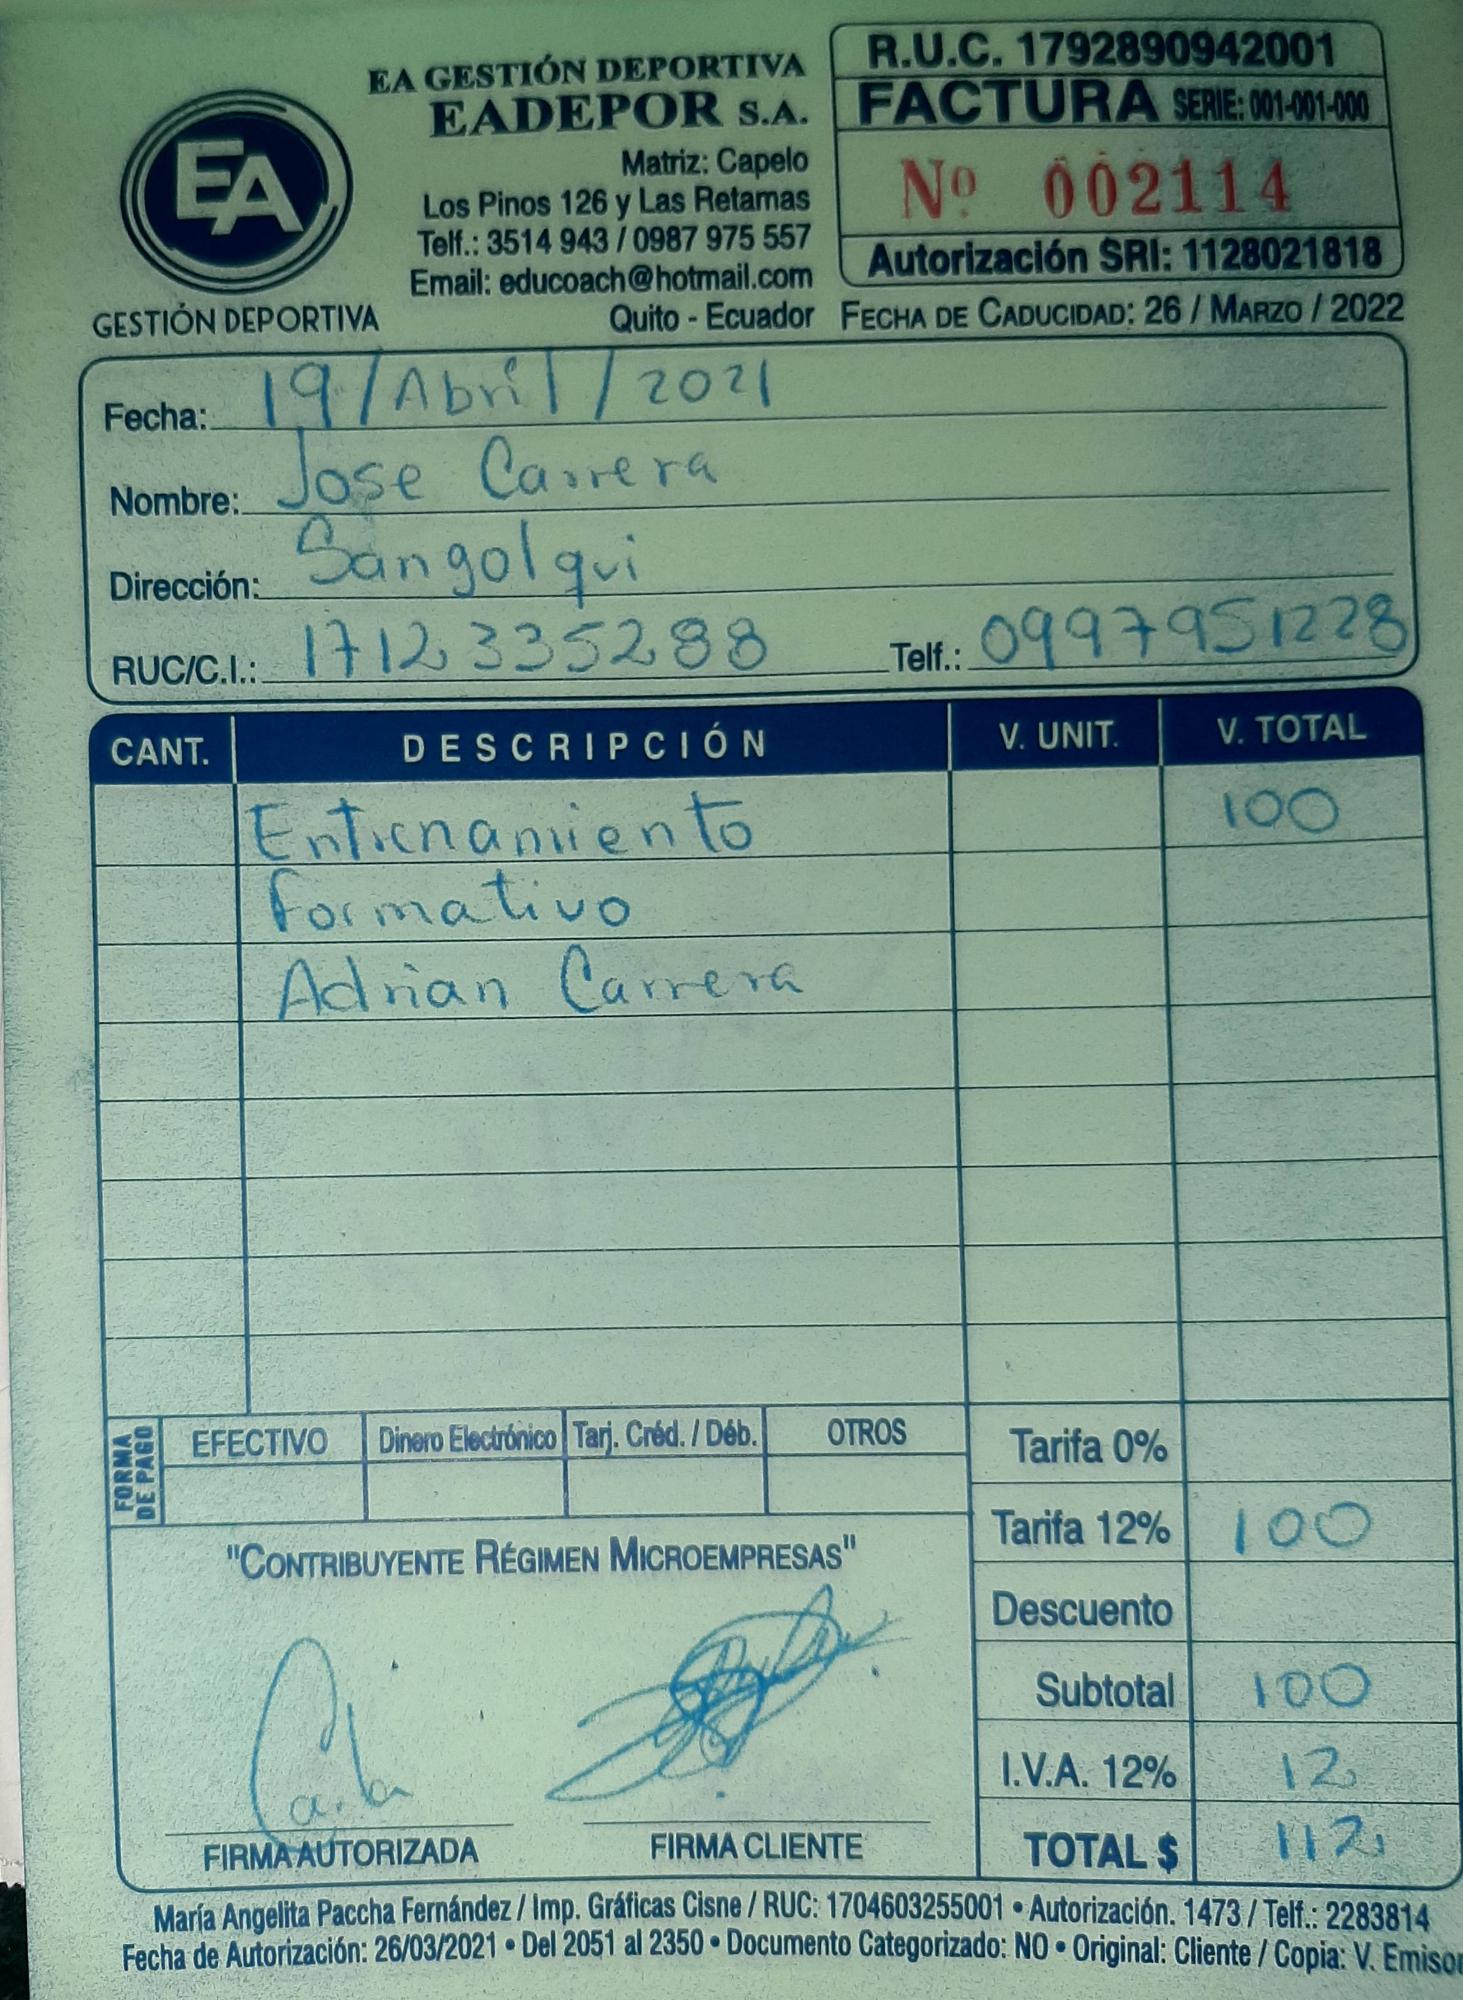 EA
GESTIÓN DEPORTIVA
EA GESTIÓN DEPORTIVA
EADEPOR S.A.
Matriz: Capelo
Los Pinos 126 y Las Retamas
Telf.: 3514 943 / 0987 975 557
Email: educoach@hotmail.com
Quito - Ecuador
R.U.C. 1792890942001
FACTURA SERIE: 001-001-000
Nº 002114
Autorización SRI: 1128021818
FECHA DE CADUCIDAD: 26 / MARZO / 2022
Fecha: 19/Abril/2021
Nombre: Jose Carrera
Dirección: Sangolqui
RUC/C.I.: 1712335288 Telf.: 0997951228
CANT. DESCRIPCIÓN V. UNIT. V. TOTAL
Entrenamiento 100
formativo
Adrian Carrera
FORMA DE PAGO EFECTIVO Dinero Electrónico Tarj. Créd. / Déb. OTROS
Tarifa 0%
Tarifa 12% 100
Descuento
Subtotal 100
I.V.A. 12% 12
TOTAL $ 112
"CONTRIBUYENTE RÉGIMEN MICROEMPRESAS"
FIRMA AUTORIZADA FIRMA CLIENTE
María Angelita Paccha Fernández / Imp. Gráficas Cisne / RUC: 1704603255001 • Autorización. 1473 / Telf.: 2283814
Fecha de Autorización: 26/03/2021 • Del 2051 al 2350 • Documento Categorizado: NO • Original: Cliente / Copia: V. Emisor